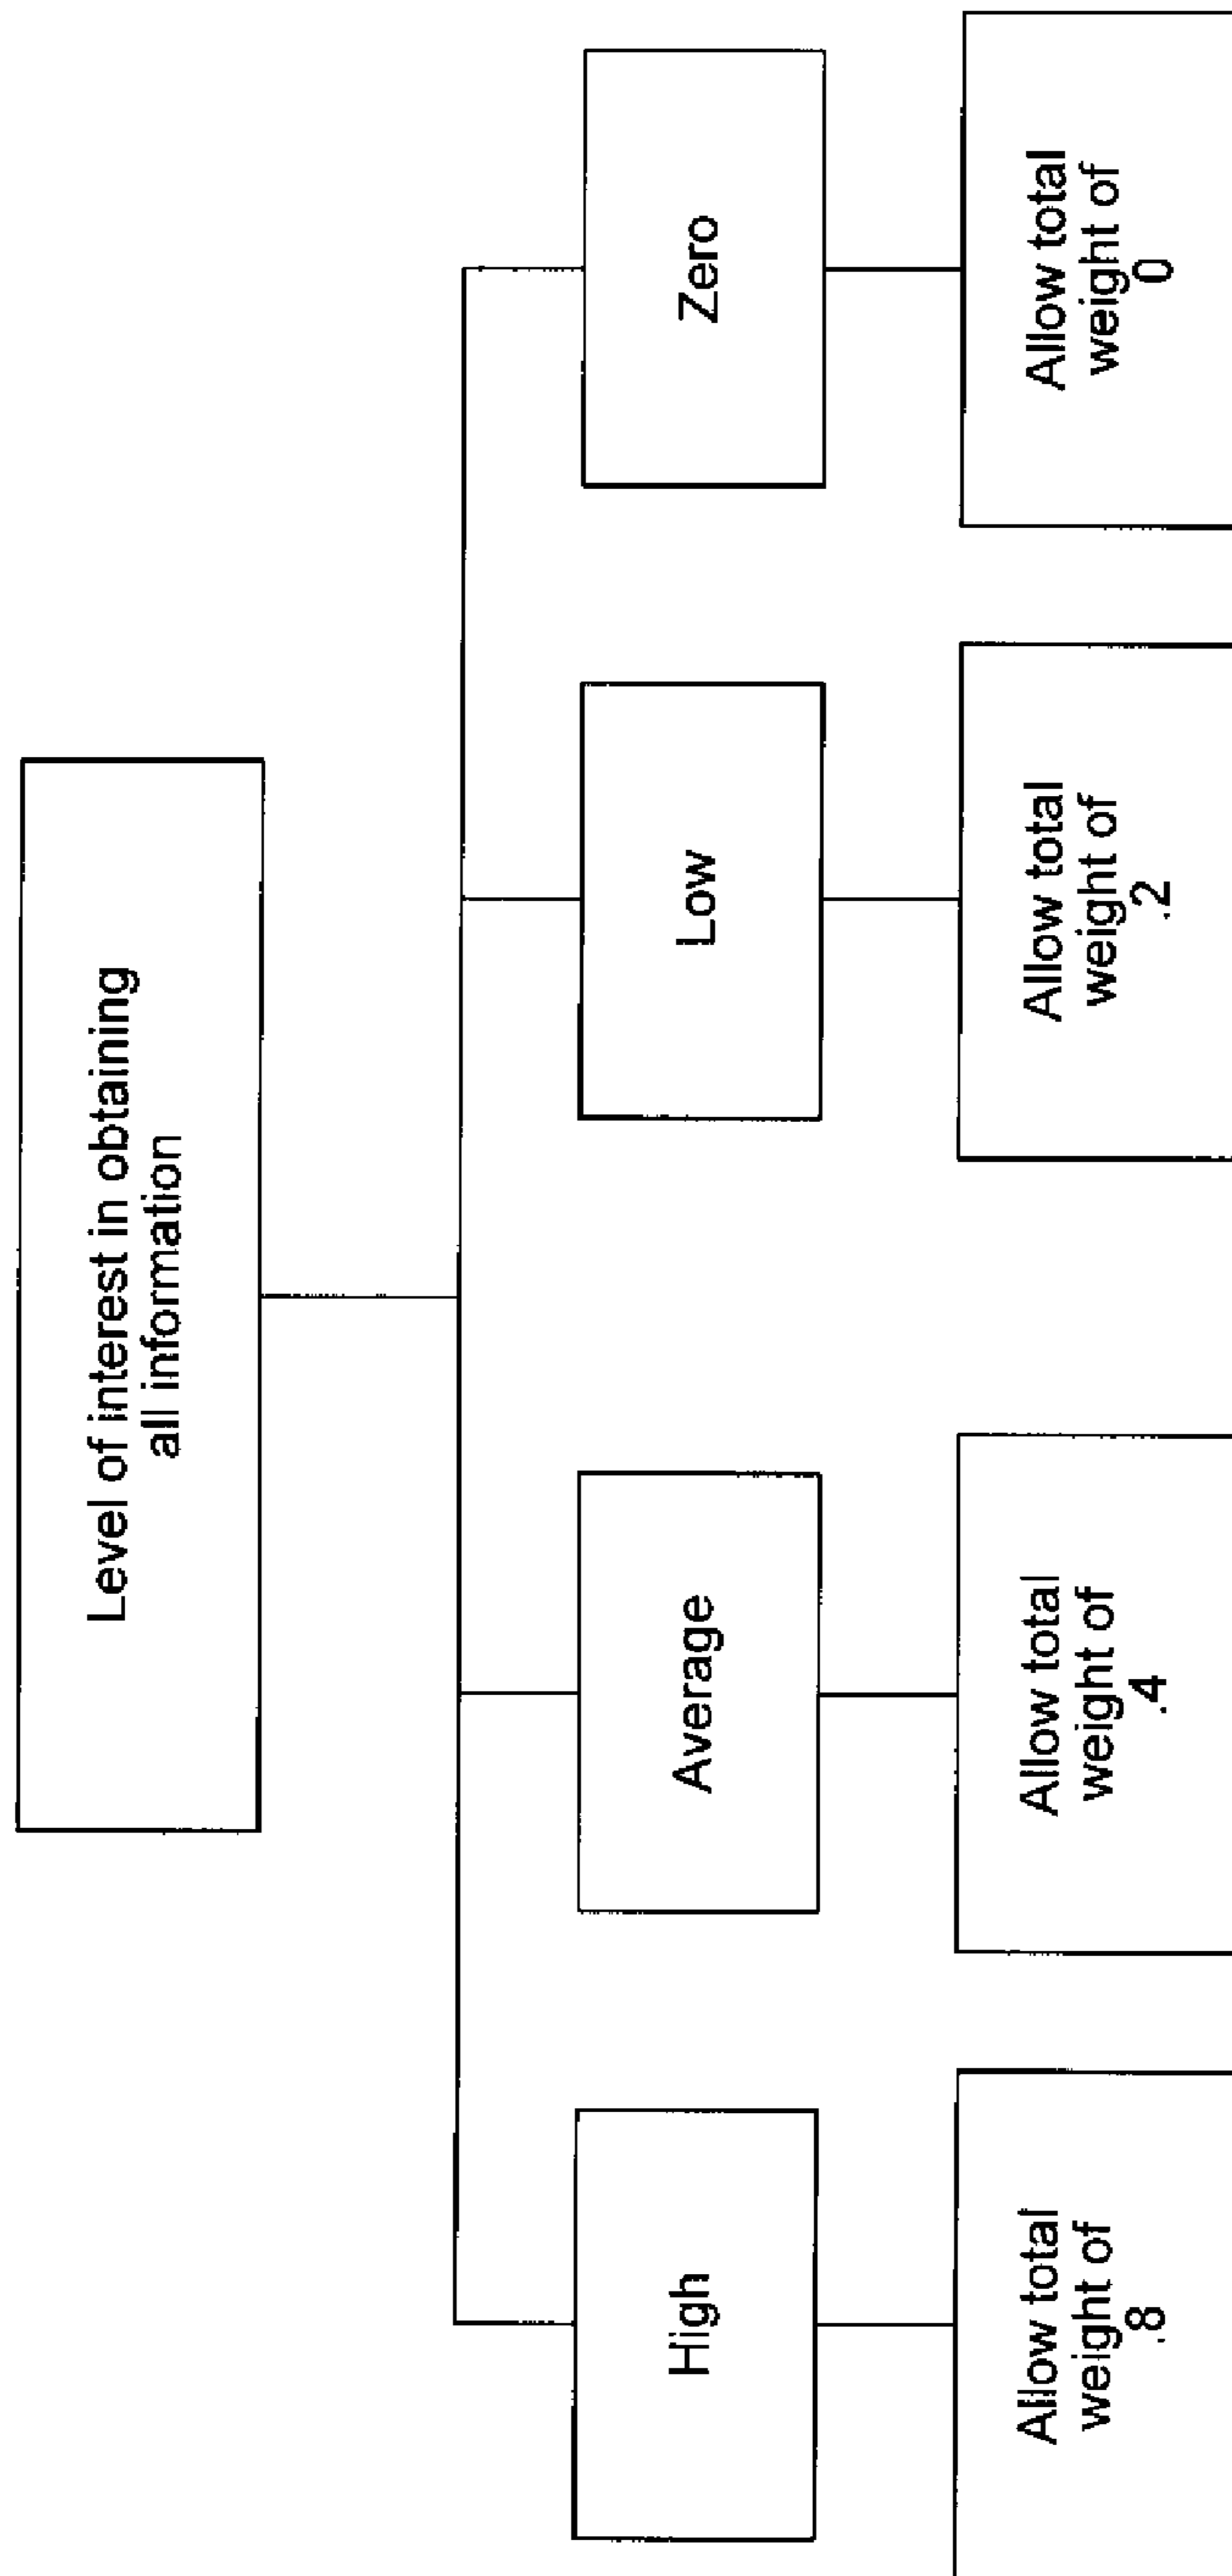 Level of interest in obtaining
all information
High
Average
Low
Zero
Allow total
weight of
.8
Allow total
weight of
.4
Allow total
weight of
.2
Allow total
weight of
0